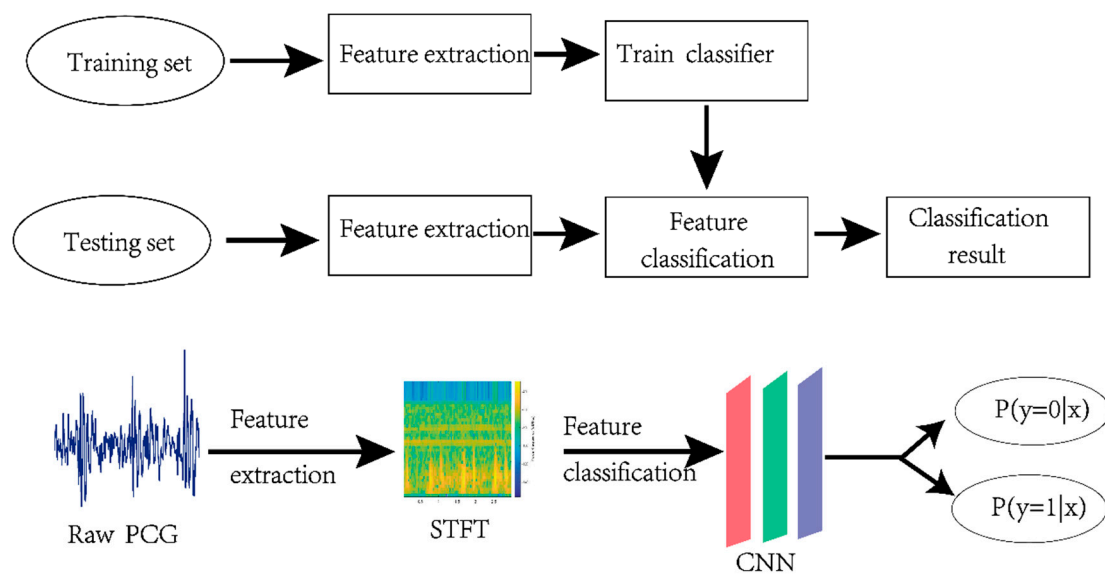 Training set
Feature extraction
Train classifier
Testing set
Feature extraction
Feature
classification
Classification
result
Raw PCG
Feature
extraction
STFT
Feature
classification
CNN
P(y=0|x)
P(y=1|x)